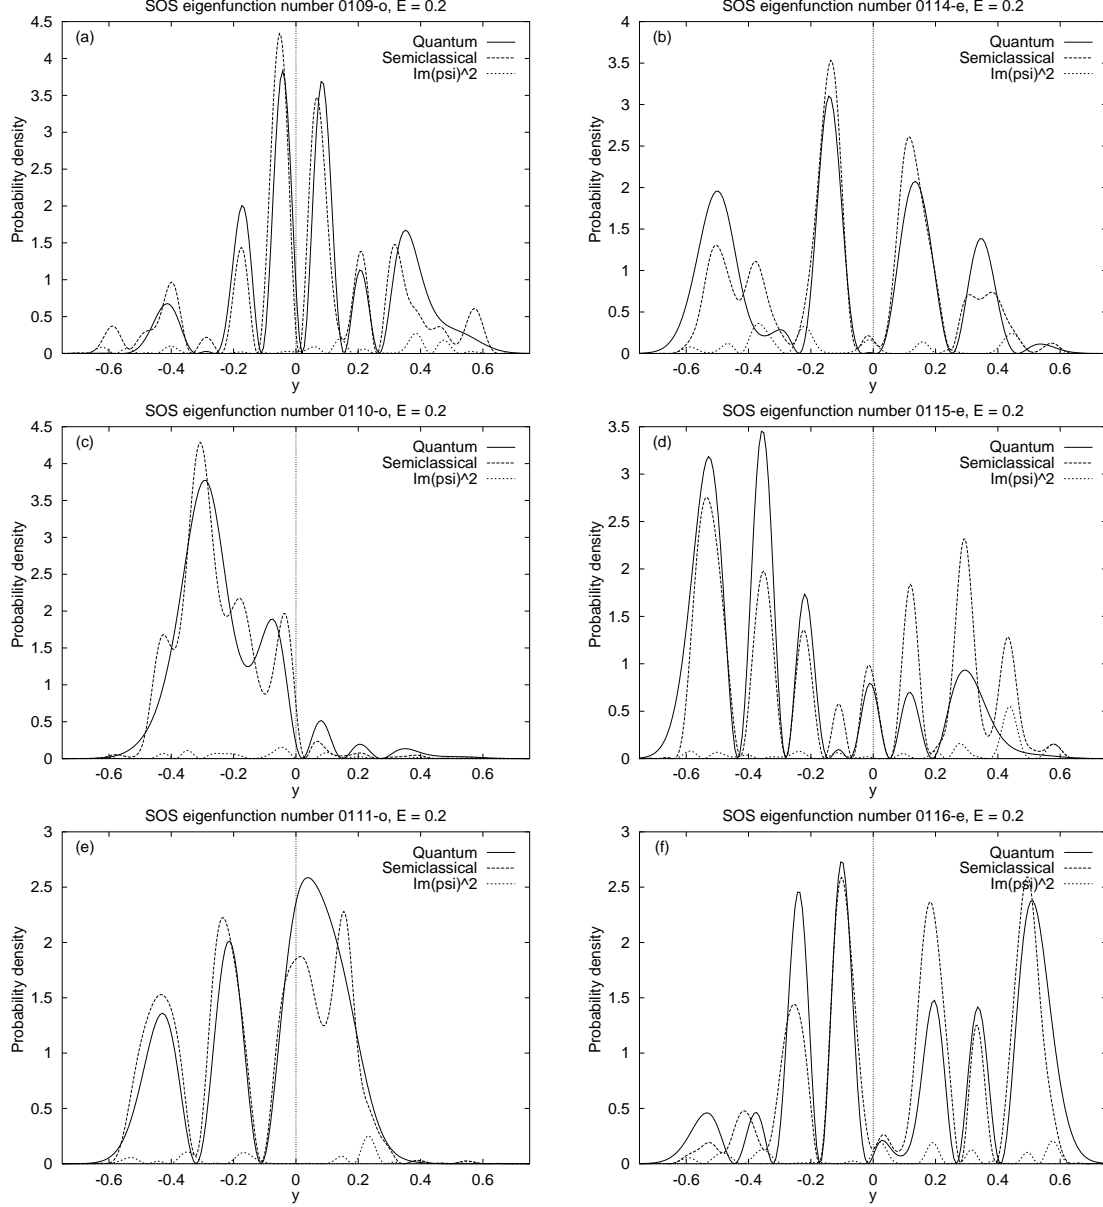 SOS eigenfunction number 0109-o, E = 0.2
(a)
Quantum
Semiclassical
Im(psi)^2
Probability density
4.5
4
3.5
3
2.5
2
1.5
1
0.5
0
-0.6 -0.4 -0.2 0 0.2 0.4 0.6
y
SOS eigenfunction number 0114-e, E = 0.2
(b)
Quantum
Semiclassical
Im(psi)^2
Probability density
4
3.5
3
2.5
2
1.5
1
0.5
0
-0.6 -0.4 -0.2 0 0.2 0.4 0.6
y
SOS eigenfunction number 0110-o, E = 0.2
(c)
Quantum
Semiclassical
Im(psi)^2
Probability density
4.5
4
3.5
3
2.5
2
1.5
1
0.5
0
-0.6 -0.4 -0.2 0 0.2 0.4 0.6
y
SOS eigenfunction number 0115-e, E = 0.2
(d)
Quantum
Semiclassical
Im(psi)^2
Probability density
3.5
3
2.5
2
1.5
1
0.5
0
-0.6 -0.4 -0.2 0 0.2 0.4 0.6
y
SOS eigenfunction number 0111-o, E = 0.2
(e)
Quantum
Semiclassical
Im(psi)^2
Probability density
3
2.5
2
1.5
1
0.5
0
-0.6 -0.4 -0.2 0 0.2 0.4 0.6
y
SOS eigenfunction number 0116-e, E = 0.2
(f)
Quantum
Semiclassical
Im(psi)^2
Probability density
3
2.5
2
1.5
1
0.5
0
-0.6 -0.4 -0.2 0 0.2 0.4 0.6
y